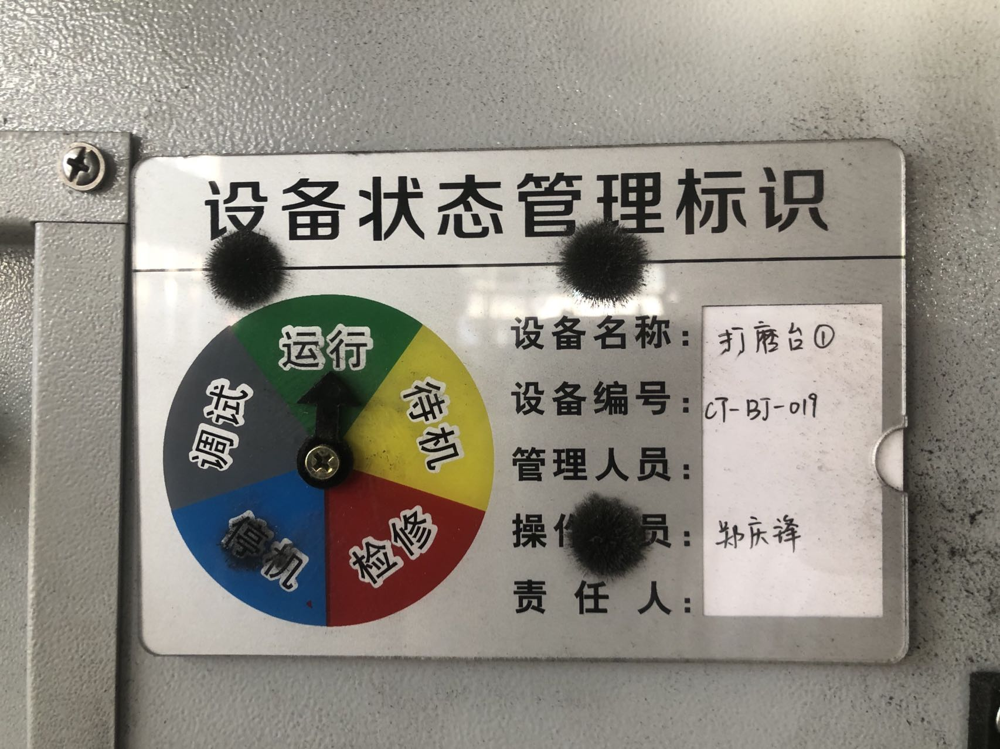 设备状态管理标识
运行
待机
检修
停机
调试
设备名称：打磨台①
设备编号：CT-BJ-019
管理人员：
操作人员：郑庆锋
责任人：